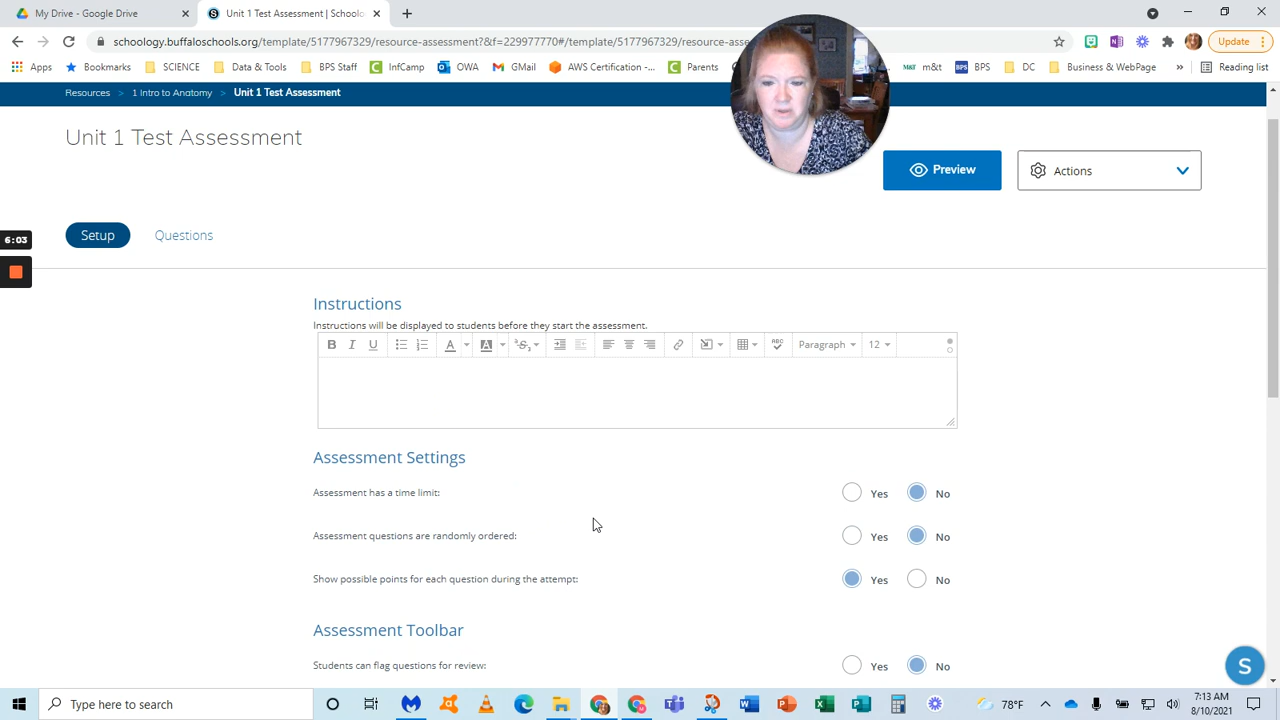 My Drive - Google Drive
Unit 1 Test Assessment | Schoolo
.buffaloschools.org/template/5177967329/resource-assessment?&f=229977770#/template/5177967329/resource-asse
Update
Apps
Bookmarks
SCIENCE
Data & Tools
BPS Staff
InfCamp
OWA
GMail
AWS Certification -...
Parents
M&T m&t
BPS BPS
DC
Business & WebPage
»
Reading list
Resources > 1 Intro to Anatomy > Unit 1 Test Assessment
Unit 1 Test Assessment
Preview
Actions
Setup
Questions
6:03
Instructions
Instructions will be displayed to students before they start the assessment.
B I U A A S ABC Paragraph 12
Assessment Settings
Assessment has a time limit: Yes No
Assessment questions are randomly ordered: Yes No
Show possible points for each question during the attempt: Yes No
Assessment Toolbar
Students can flag questions for review: Yes No
S
Type here to search
78°F
7:13 AM
8/10/2021